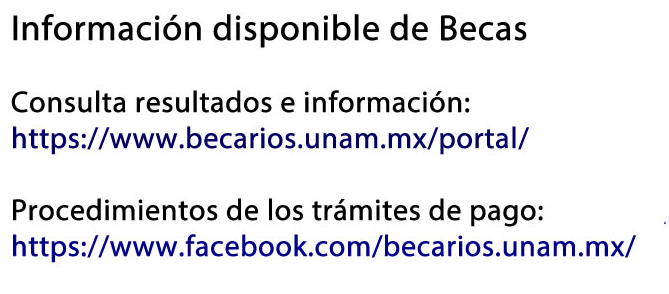 Información disponible de Becas
Consulta resultados e información:
https://www.becarios.unam.mx/portal/
Procedimientos de los trámites de pago:
https://www.facebook.com/becarios.unam.mx/